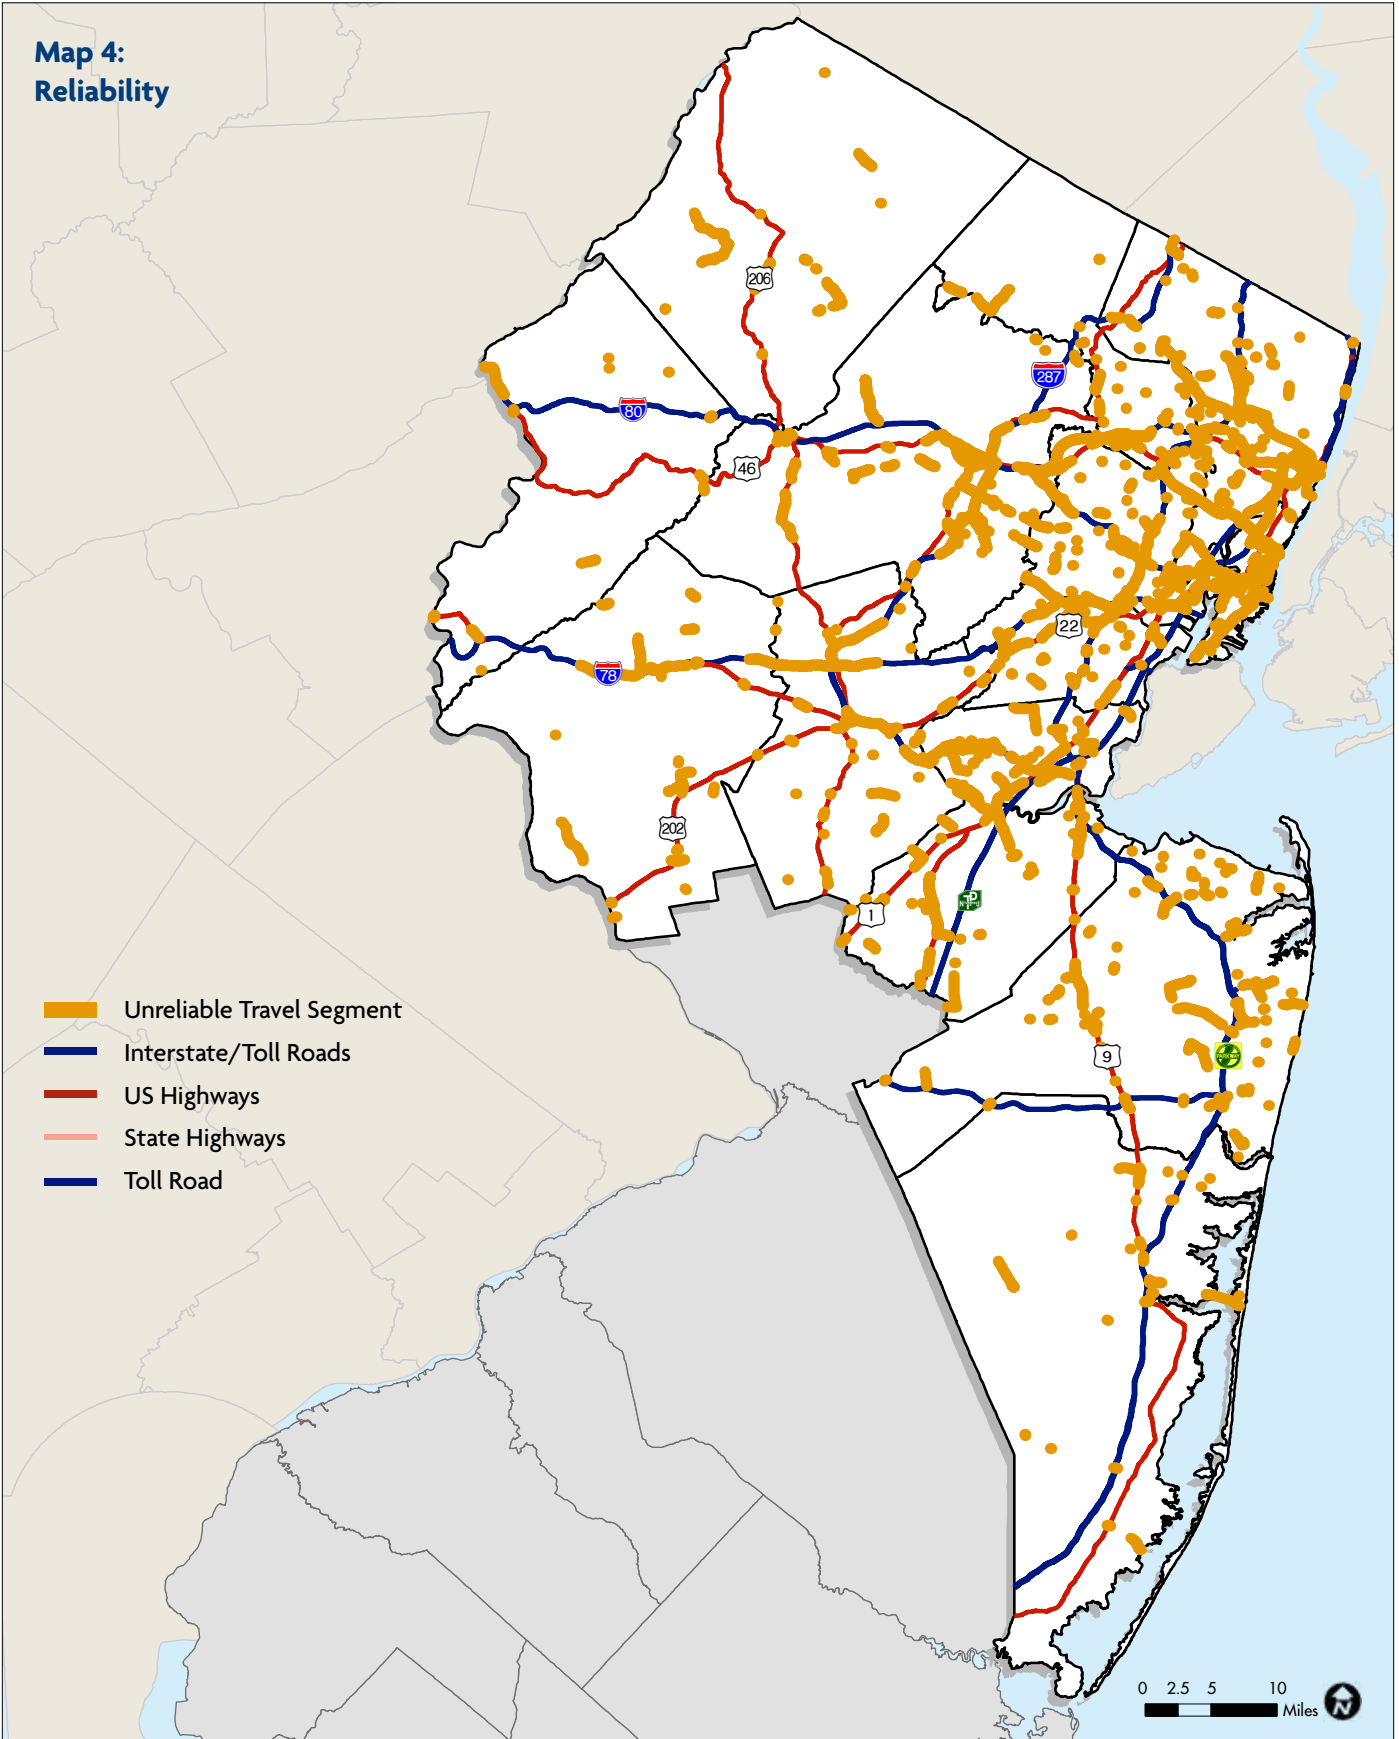 Map 4:
Reliability
206
287
80
46
22
78
202
1
9
PARKWAY
Unreliable Travel Segment
Interstate/Toll Roads
US Highways
State Highways
Toll Road
0 2.5 5 10
Miles
N